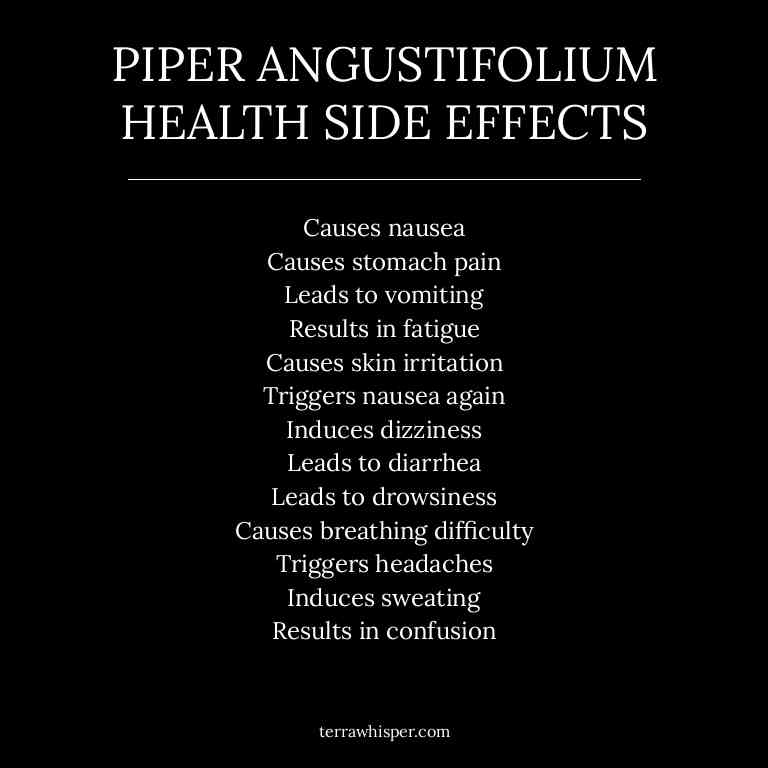 PIPER ANGUSTIFOLIUM
HEALTH SIDE EFFECTS
Causes nausea
Causes stomach pain
Leads to vomiting
Results in fatigue
Causes skin irritation
Triggers nausea again
Induces dizziness
Leads to diarrhea
Leads to drowsiness
Causes breathing difficulty
Triggers headaches
Induces sweating
Results in confusion
terrawhisper.com